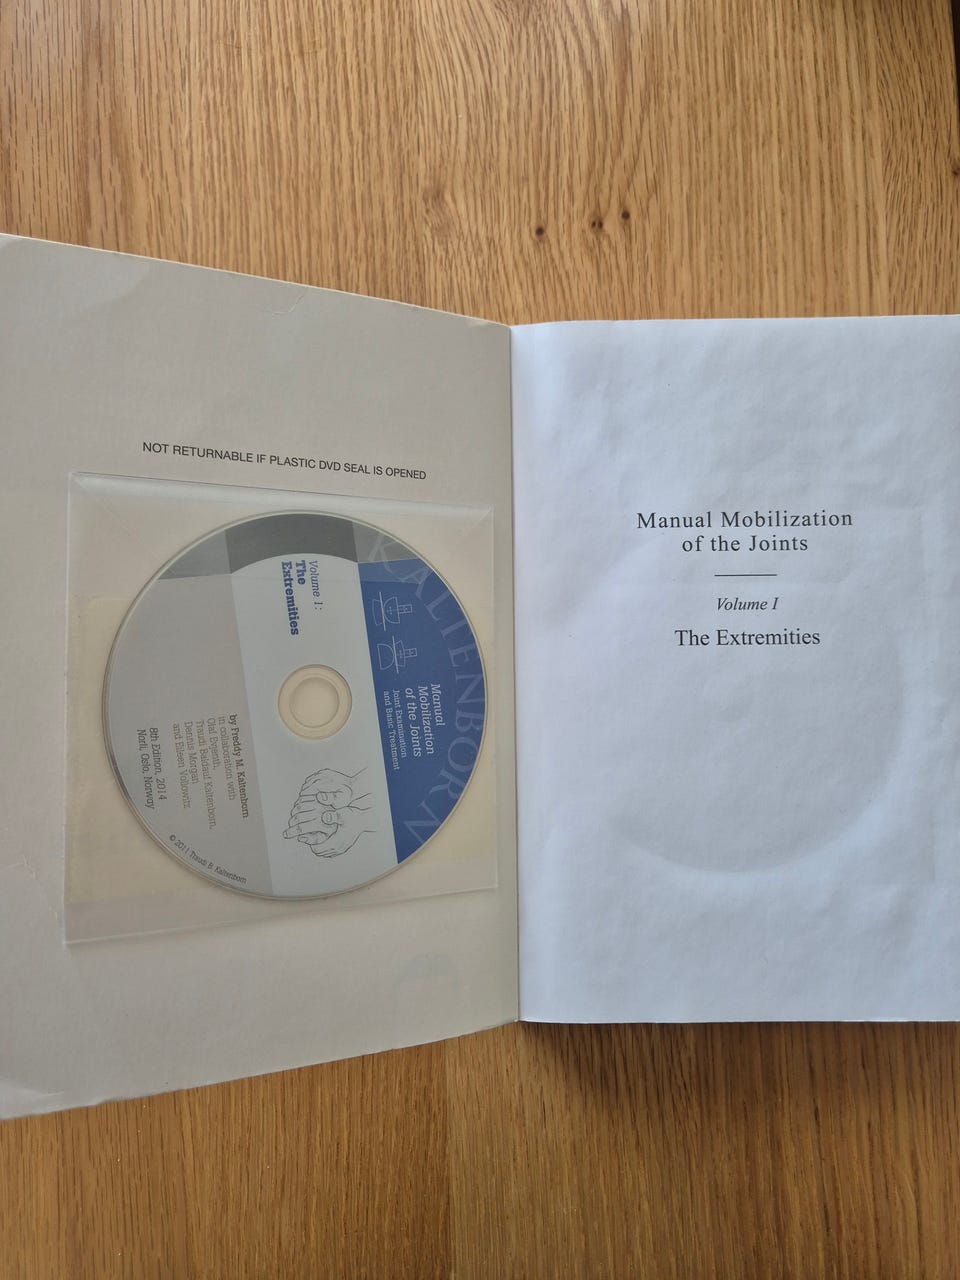 NOT RETURNABLE IF PLASTIC DVD SEAL IS OPENED
KALTENBORN
Manual
Mobilization
of the Joints
Joint Examination
and Basic Treatment
Volume 1:
The
Extremities
by Freddy M. Kaltenborn
in collaboration with
Olaf Evjenth,
Traudi Baldauf Kaltenborn,
Dennis Morgan
and Eileen Vollowitz
8th Edition, 2014
Norli, Oslo, Norway
© 2011 Traudi B. Kaltenborn
Manual Mobilization
of the Joints
Volume I
The Extremities